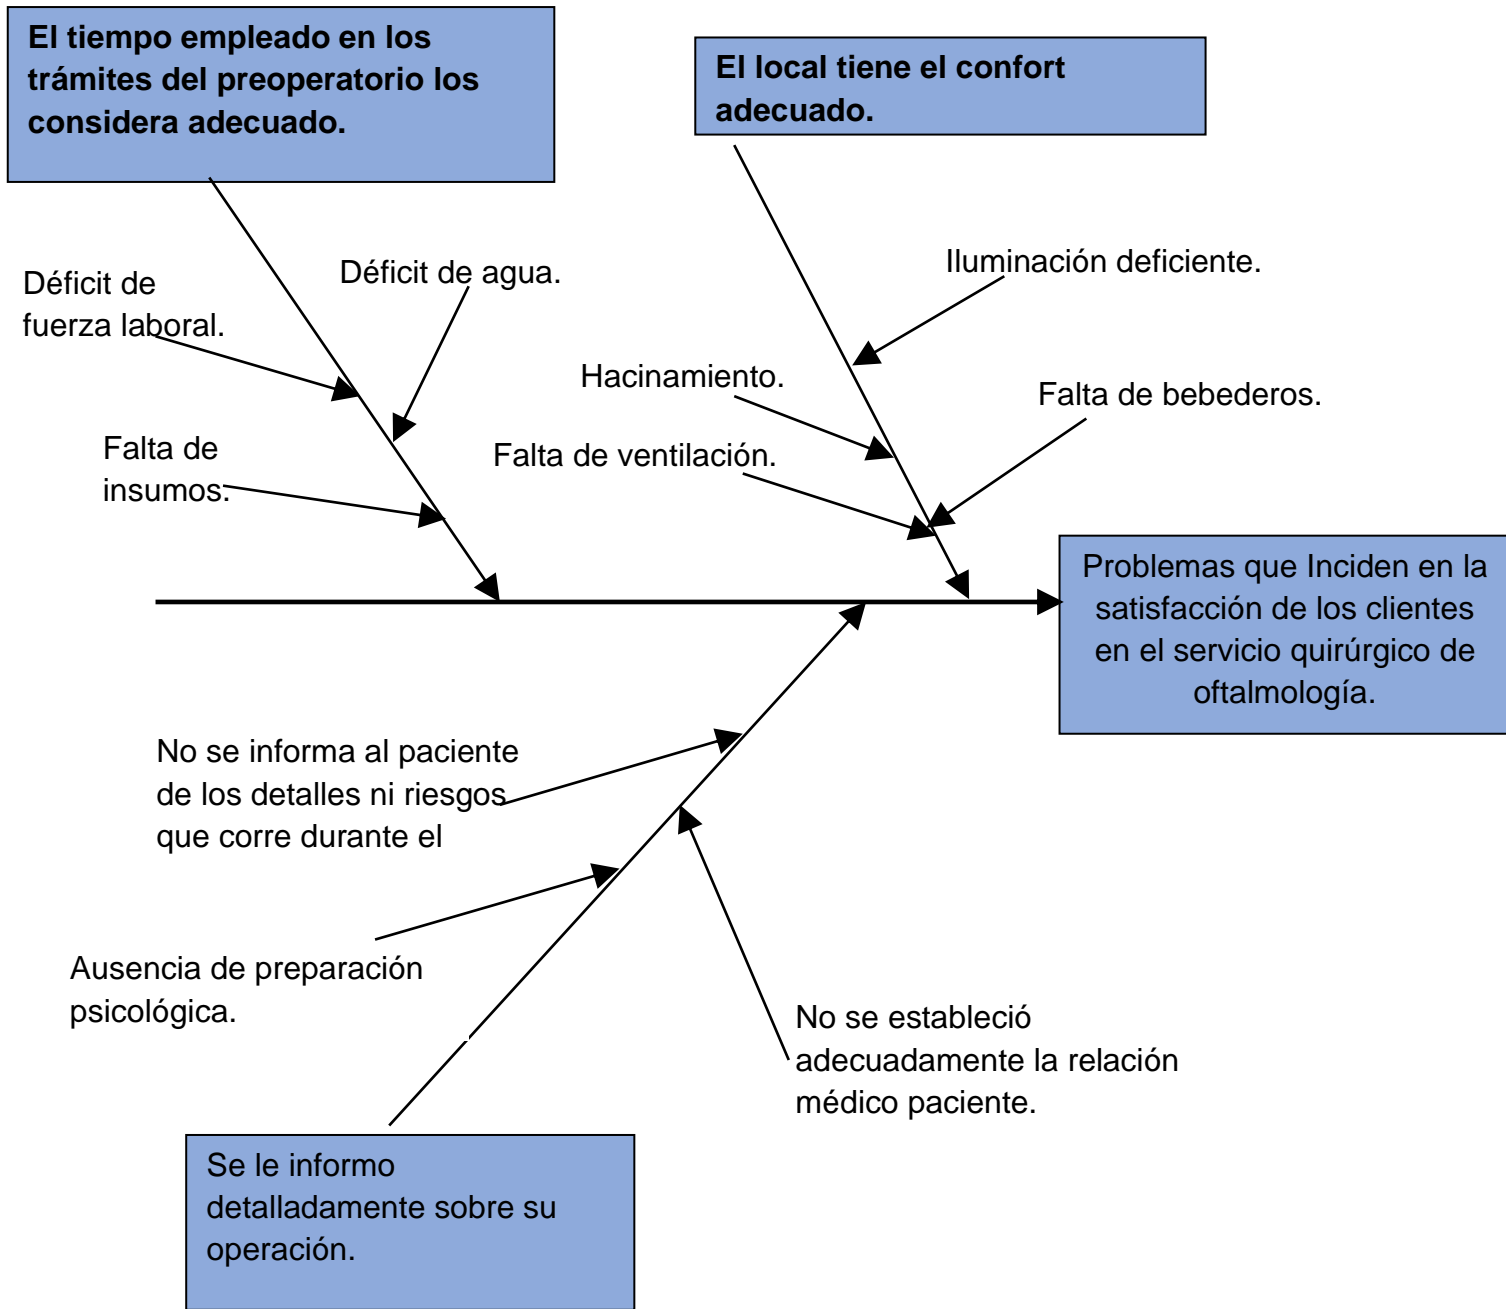 El tiempo empleado en los
trámites del preoperatorio los
considera adecuado.
El local tiene el confort
adecuado.
Déficit de
fuerza laboral.
Déficit de agua.
Iluminación deficiente.
Hacinamiento.
Falta de bebederos.
Falta de
insumos.
Falta de ventilación.
Problemas que Inciden en la
satisfacción de los clientes
en el servicio quirúrgico de
oftalmología.
No se informa al paciente
de los detalles ni riesgos
que corre durante el
Ausencia de preparación
psicológica.
No se estableció
adecuadamente la relación
médico paciente.
Se le informo
detalladamente sobre su
operación.